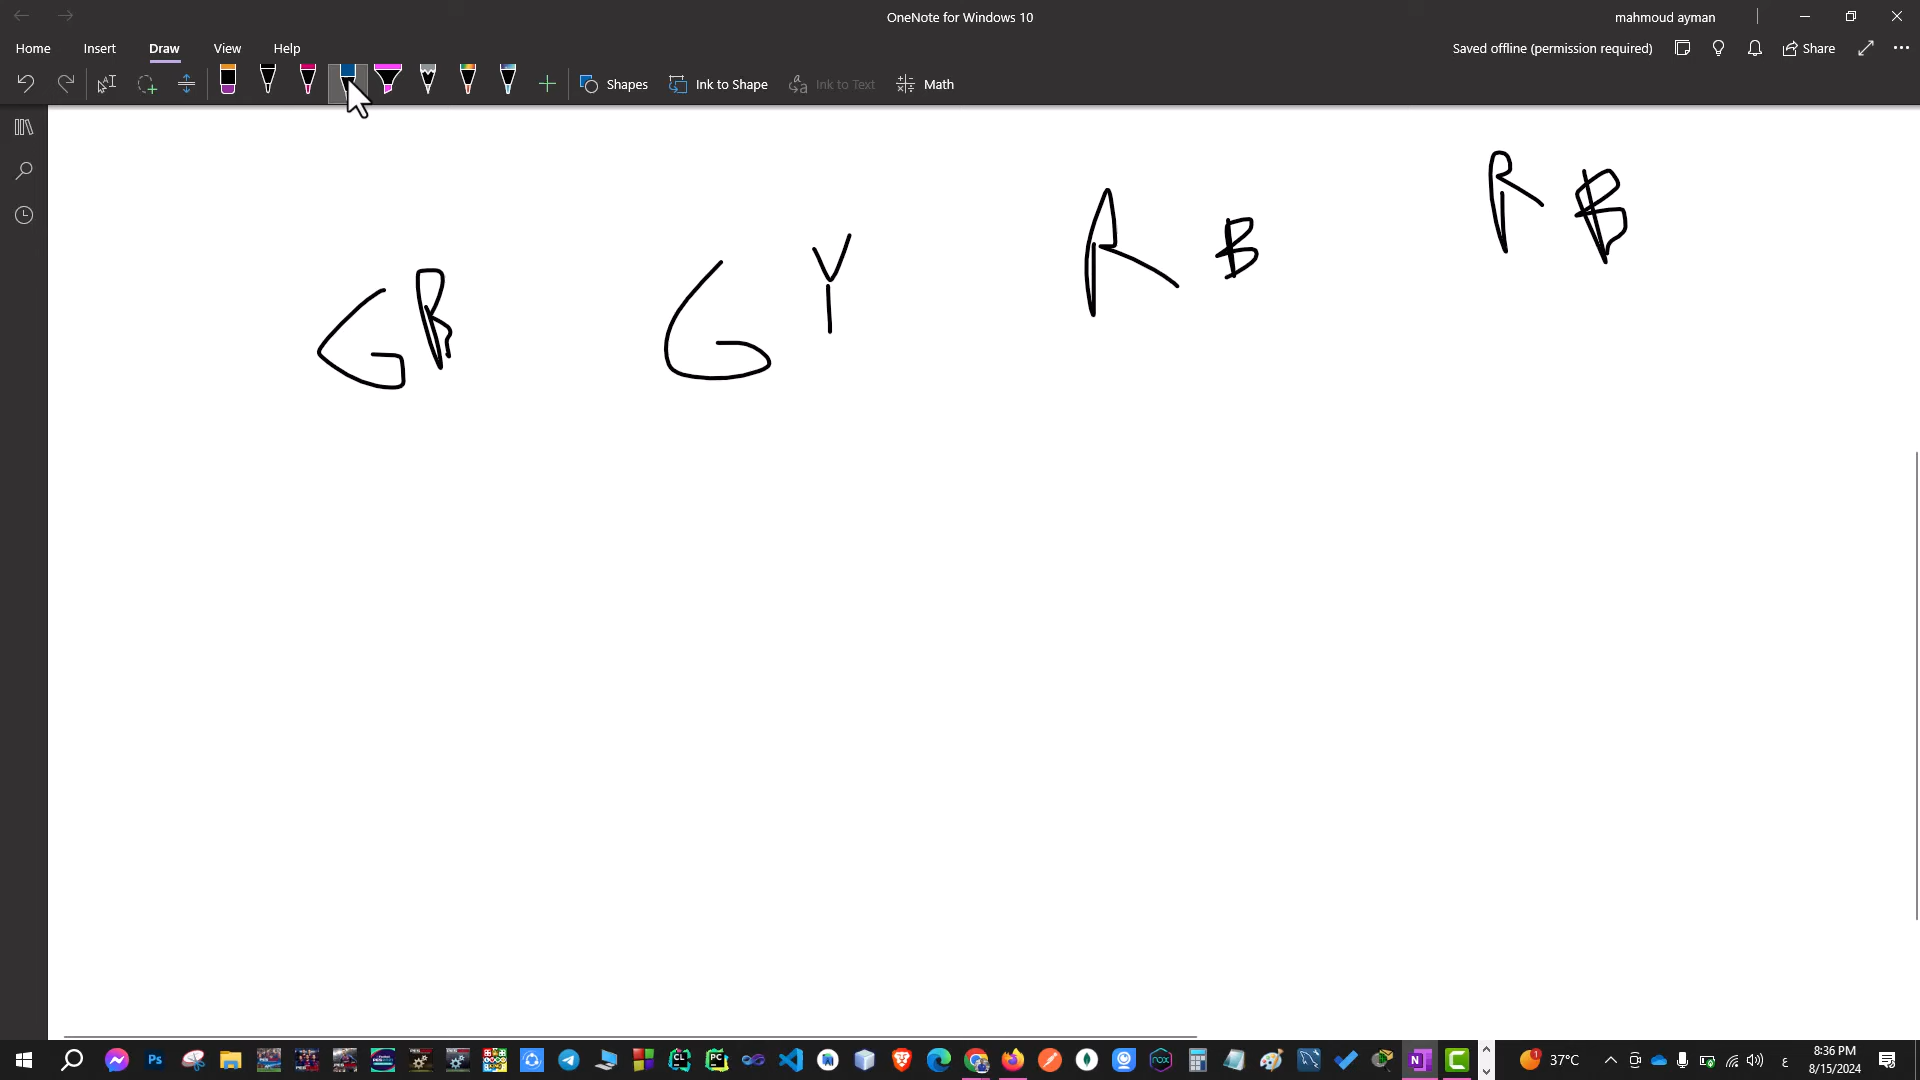 OneNote for Windows 10
mahmoud ayman
Home Insert Draw View Help
Saved offline (permission required) Share
Shapes Ink to Shape Ink to Text Math
GR GY RB RB
37°C
ع
8:36 PM
8/15/2024